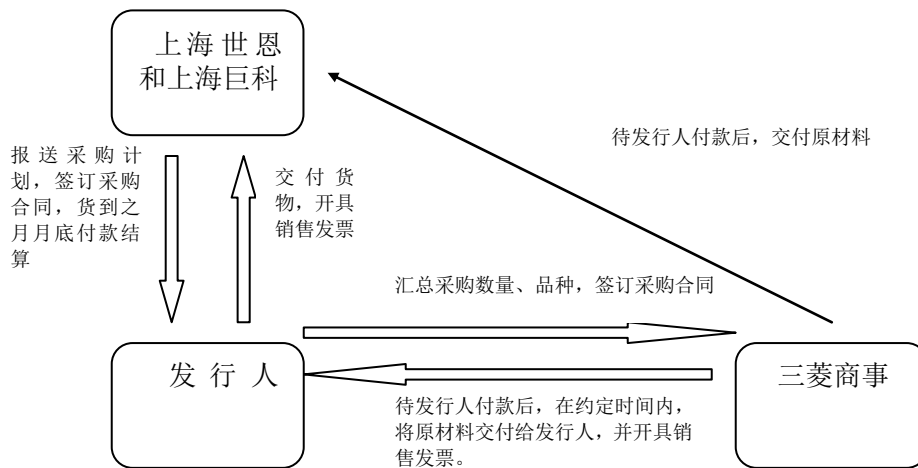 上海世恩
和上海巨科
待发行人付款后，交付原材料
报送采购计
划，签订采购
合同，货到之
月月底付款结
算
交付货
物，开具
销售发票
汇总采购数量、品种，签订采购合同
发行人
三菱商事
待发行人付款后，在约定时间内，
将原材料交付给发行人，并开具销
售发票。